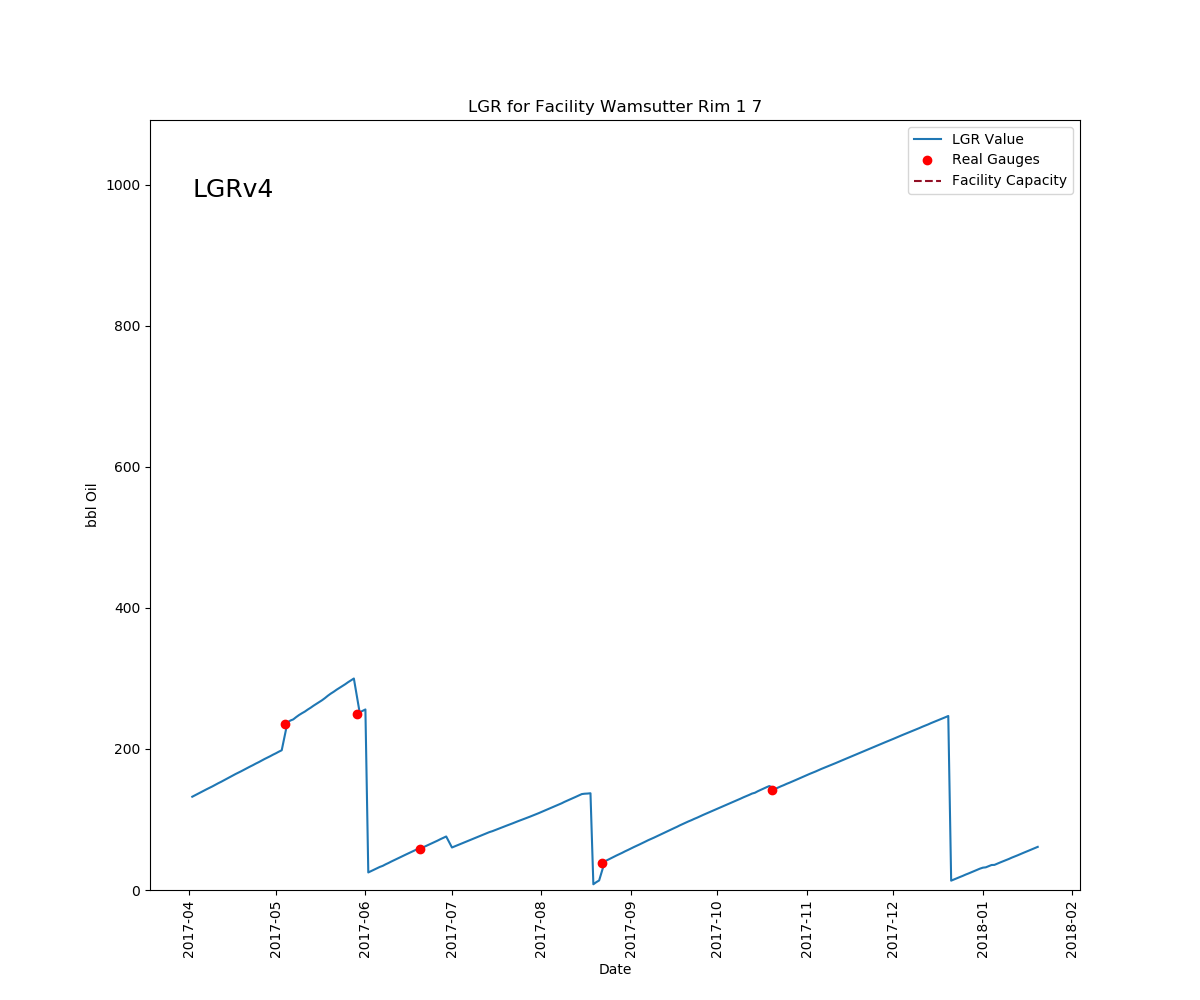 LGR for Facility Wamsutter Rim 1 7
LGRv4
LGR Value
Real Gauges
Facility Capacity
1000
800
600
400
200
0
bbl Oil
2017-04
2017-05
2017-06
2017-07
2017-08
2017-09
2017-10
2017-11
2017-12
2018-01
2018-02
Date